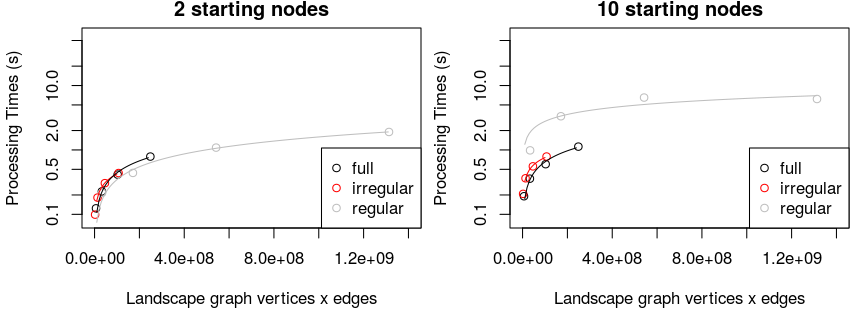 2 starting nodes
Processing Times (s)
10.0
2.0
0.5
0.1
full
irregular
regular
0.0e+00 4.0e+08 8.0e+08 1.2e+09
Landscape graph vertices x edges
10 starting nodes
Processing Times (s)
10.0
2.0
0.5
0.1
full
irregular
regular
0.0e+00 4.0e+08 8.0e+08 1.2e+09
Landscape graph vertices x edges